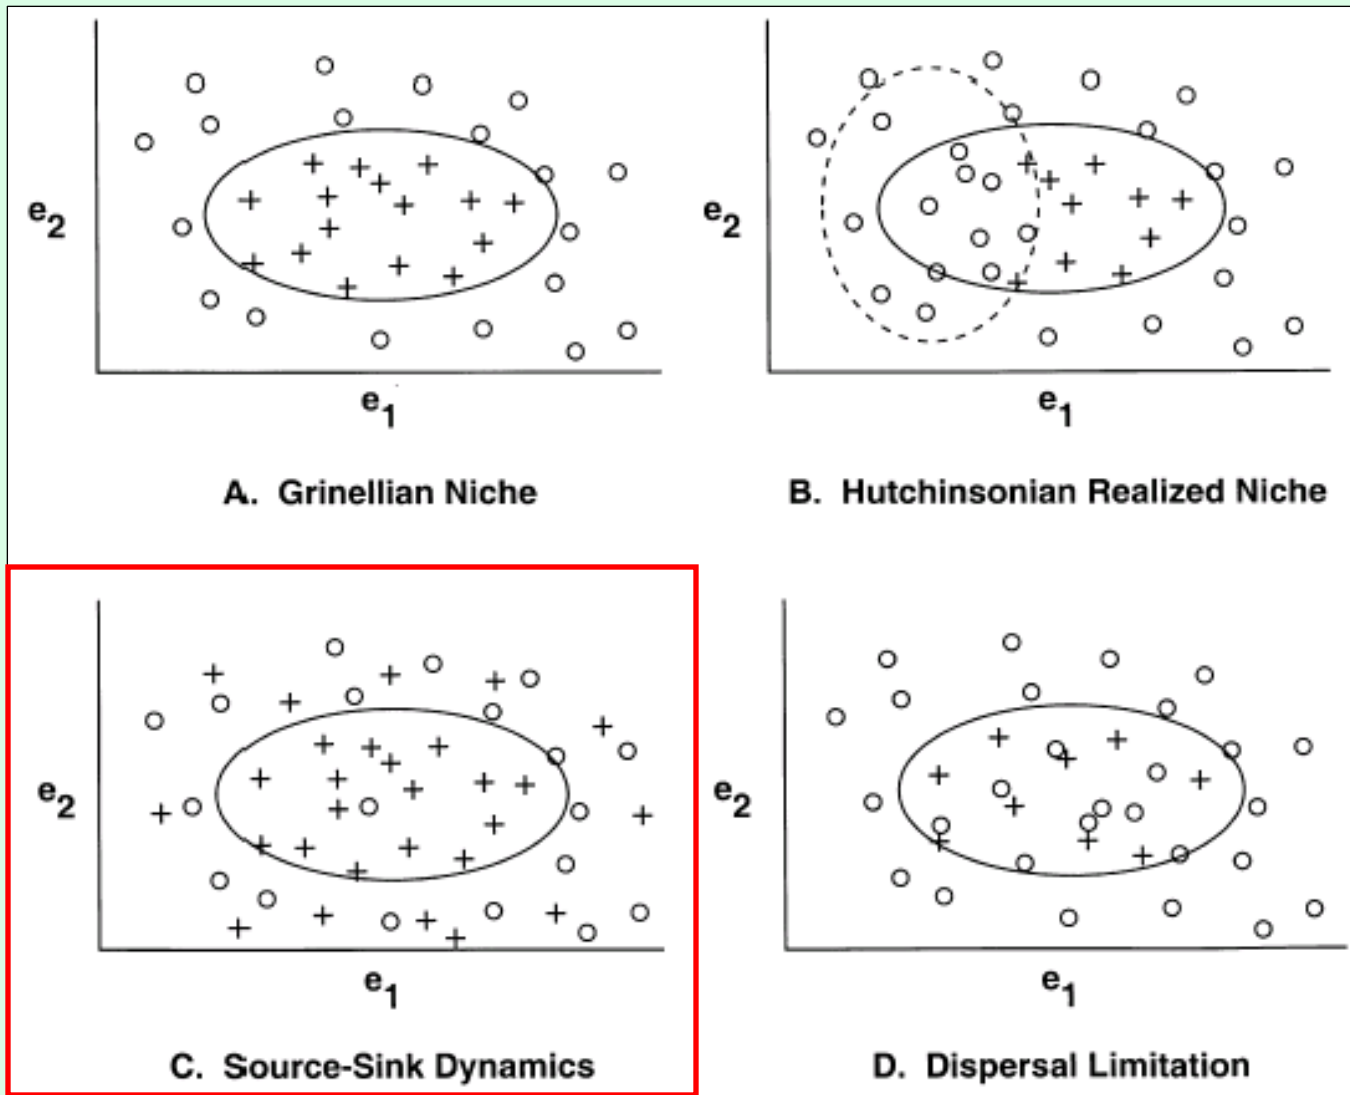 e2
e1
A. Grinellian Niche
e2
e1
B. Hutchinsonian Realized Niche
e2
e1
C. Source-Sink Dynamics
e2
e1
D. Dispersal Limitation